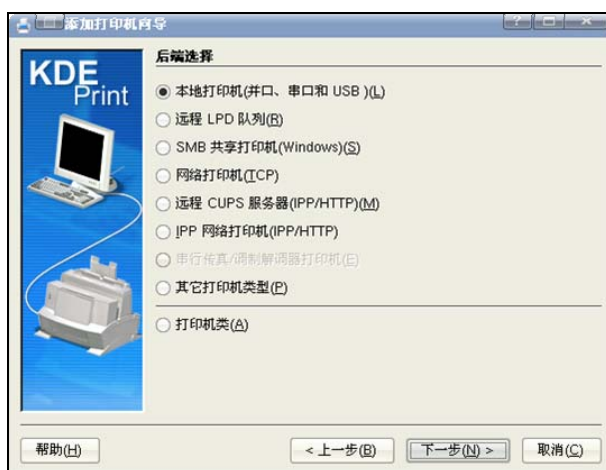 添加打印机向导
KDE
Print
后端选择
本地打印机(并口、串口和 USB )(L)
远程 LPD 队列(R)
SMB 共享打印机(Windows)(S)
网络打印机(TCP)
远程 CUPS 服务器(IPP/HTTP)(M)
IPP 网络打印机(IPP/HTTP)
串行传真/调制解调器打印机(E)
其它打印机类型(P)
打印机类(A)
帮助(H)
< 上一步(B)
下一步(N) >
取消(C)